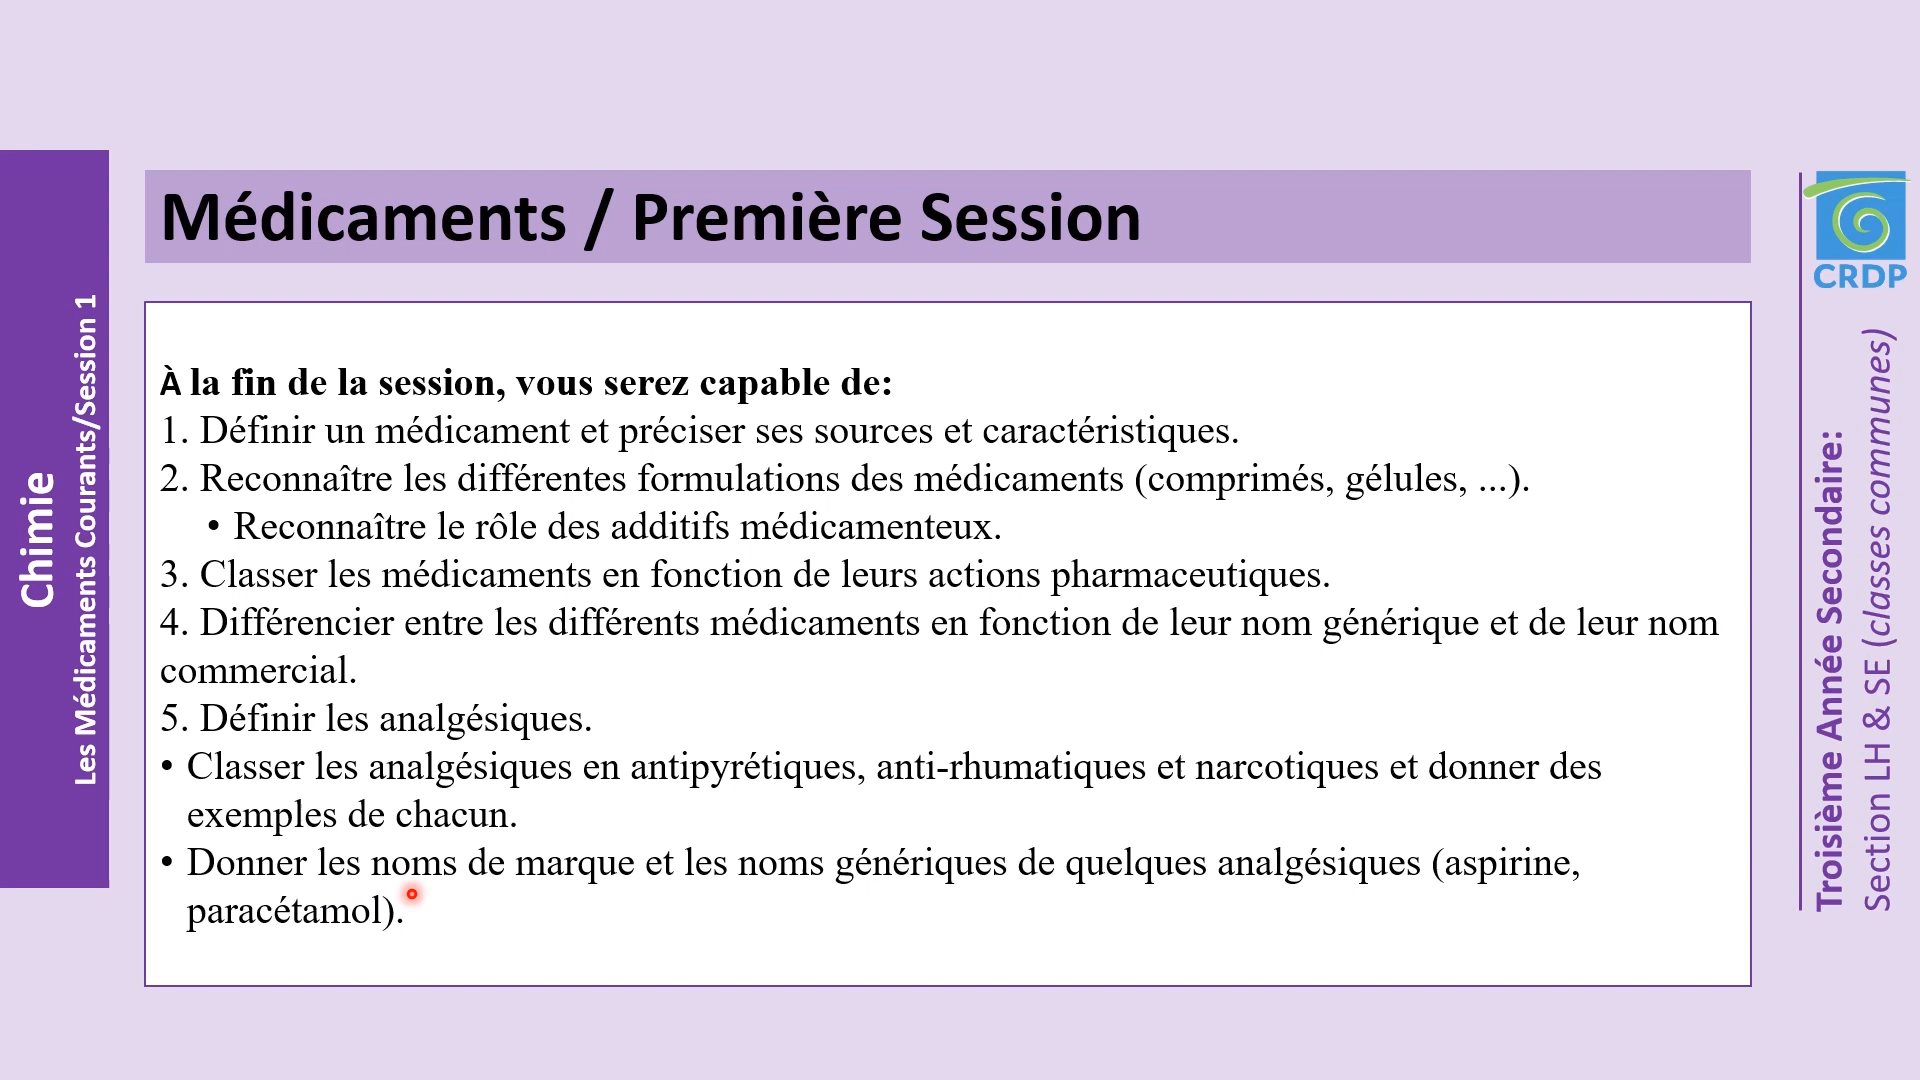 Chimie
Les Médicaments Courants/Session 1
Médicaments / Première Session
À la fin de la session, vous serez capable de:
1. Définir un médicament et préciser ses sources et caractéristiques.
2. Reconnaître les différentes formulations des médicaments (comprimés, gélules, ...).
• Reconnaître le rôle des additifs médicamenteux.
3. Classer les médicaments en fonction de leurs actions pharmaceutiques.
4. Différencier entre les différents médicaments en fonction de leur nom générique et de leur nom
commercial.
5. Définir les analgésiques.
• Classer les analgésiques en antipyrétiques, anti-rhumatiques et narcotiques et donner des
exemples de chacun.
• Donner les noms de marque et les noms génériques de quelques analgésiques (aspirine,
paracétamol).
CRDP
Troisième Année Secondaire:
Section LH & SE (classes communes)